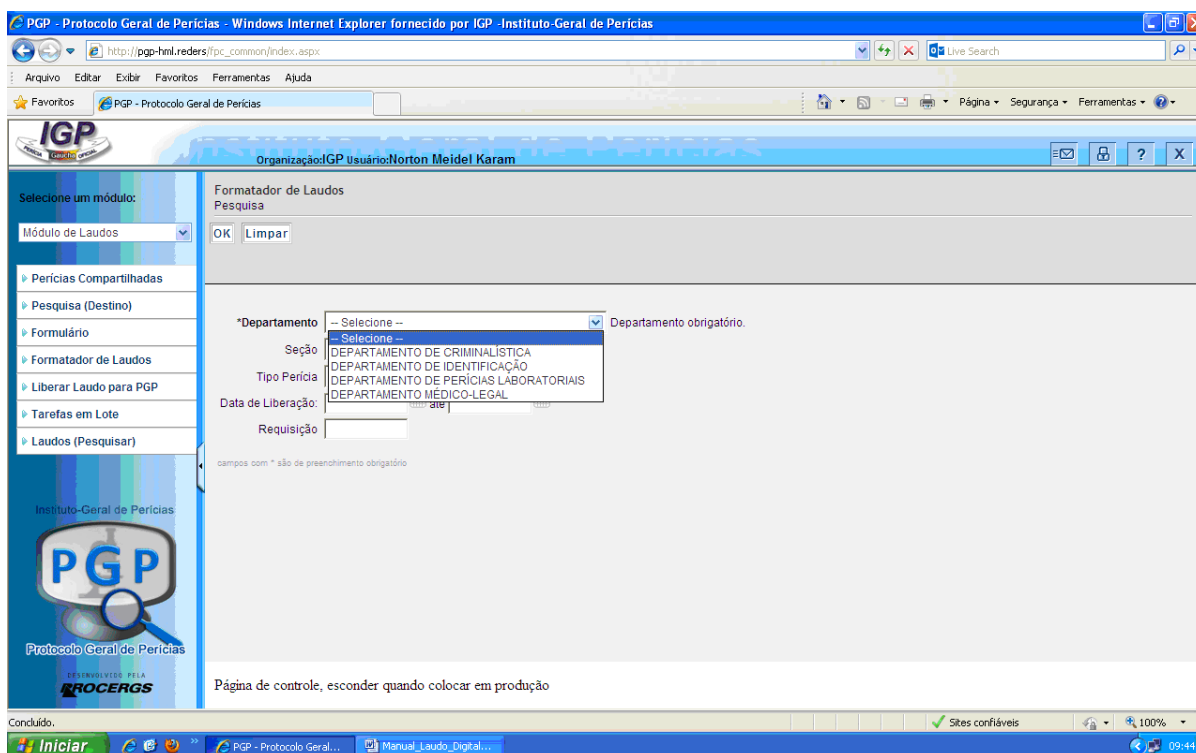 PGP - Protocolo Geral de Perícias - Windows Internet Explorer fornecido por IGP -Instituto-Geral de Perícias
http://pgp-hml.reders/fpc_common/index.aspx
Live Search
Arquivo Editar Exibir Favoritos Ferramentas Ajuda
Favoritos
PGP - Protocolo Geral de Perícias
Página
Segurança
Ferramentas
IGP
Organização:IGP Usuário:Norton Meidel Karam
? X
Selecione um módulo:
Módulo de Laudos
Perícias Compartilhadas
Pesquisa (Destino)
Formulário
Formatador de Laudos
Liberar Laudo para PGP
Tarefas em Lote
Laudos (Pesquisar)
Instituto-Geral de Perícias
PGP
Protocolo Geral de Perícias
DESENVOLVIDO PELA
PROCERGS
Formatador de Laudos
Pesquisa
OK Limpar
*Departamento -- Selecione -- Departamento obrigatório.
-- Selecione --
DEPARTAMENTO DE CRIMINALÍSTICA
DEPARTAMENTO DE IDENTIFICAÇÃO
DEPARTAMENTO DE PERÍCIAS LABORATORIAIS
DEPARTAMENTO MÉDICO-LEGAL
Seção
Tipo Perícia
Data de Liberação: até
Requisição
campos com * são de preenchimento obrigatório
Página de controle, esconder quando colocar em produção
Concluído.
Sites confiáveis
100%
Iniciar
PGP - Protocolo Geral...
Manual_Laudo_Digital...
09:44